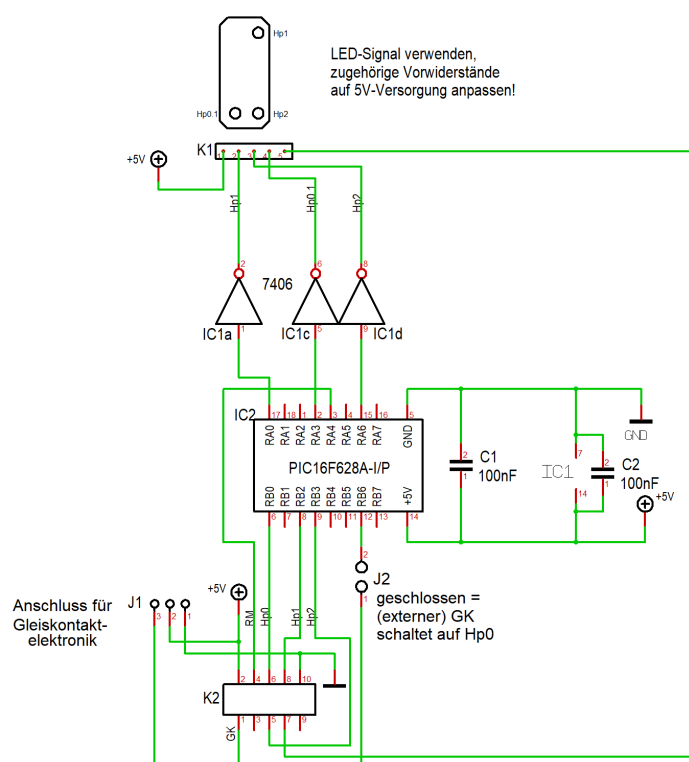 Hp1
LED-Signal verwenden,
zugehörige Vorwiderstände
auf 5V-Versorgung anpassen!
Hp0.1
Hp2
K1
1 2 3 4 5
+5V
Hp1
Hp0.1
Hp2
2
6
8
7406
IC1a
IC1c
IC1d
1
5
9
IC2
17 18 1 2 3 4 15 16 5
RA0 RA1 RA2 RA3 RA4 RA5 RA6 RA7 GND
PIC16F628A-I/P
RB0 RB1 RB2 RB3 RB4 RB5 RB6 RB7 +5V
6 7 8 9 10 11 12 13 14
GND
2
C1
100nF
1
7
IC1
14
2
C2
100nF
1
+5V
2
J2
1
geschlossen =
(externer) GK
schaltet auf Hp0
Anschluss für
Gleiskontakt-
elektronik
J1
3 2 1
+5V
RM
Hp0
Hp1
Hp2
2 4 6 8 10
K2
1 3 5 7 9
GK